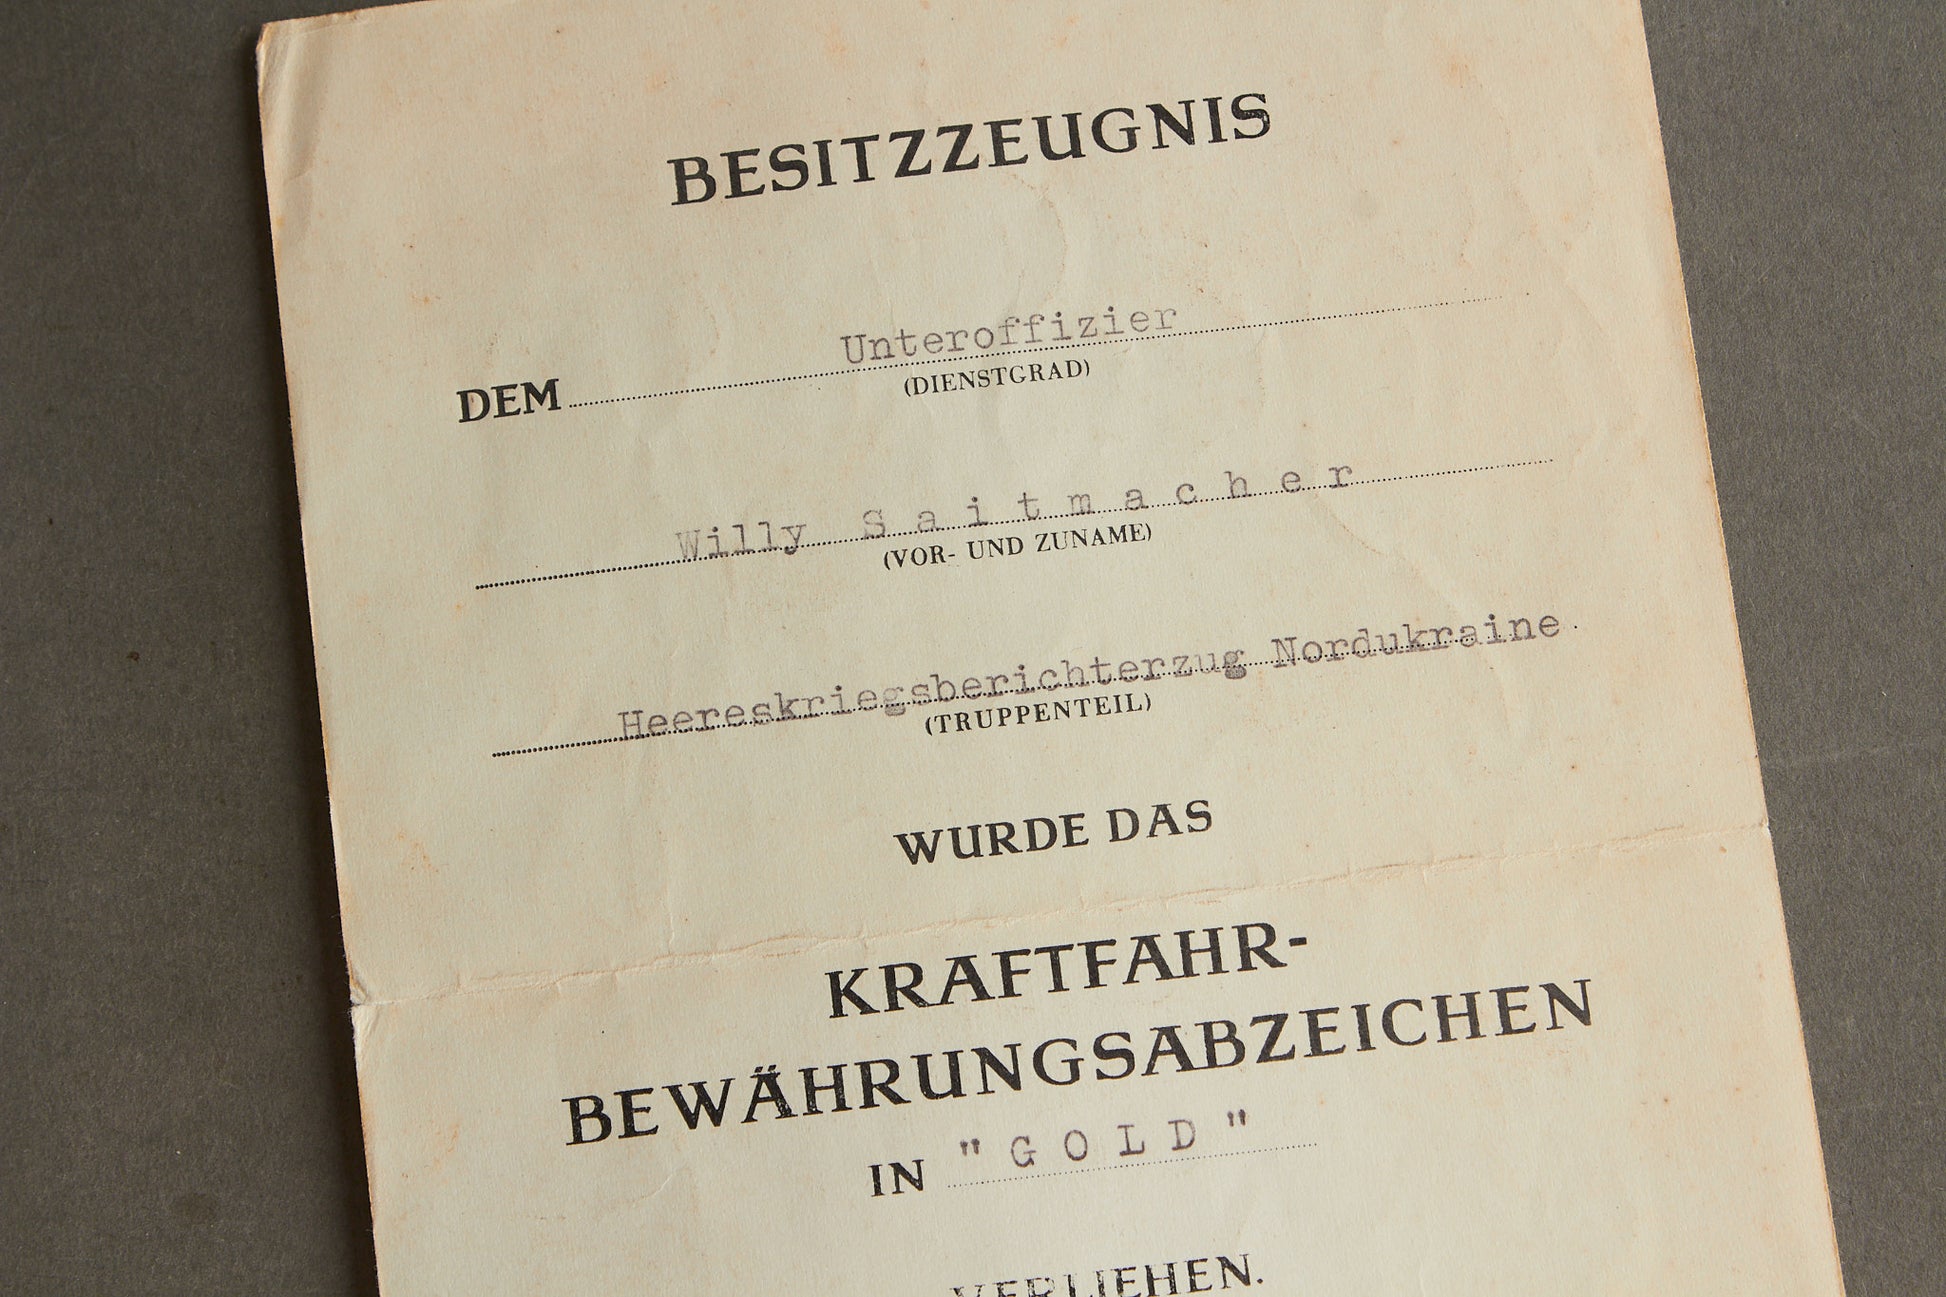 BESITZZEUGNIS
DEM Unteroffizier
(DIENSTGRAD)
Willy Saitmacher
(VOR- UND ZUNAME)
Heereskriegsberichterzug Nordukraine
(TRUPPENTEIL)
WURDE DAS
KRAFTFAHR-
BEWÄHRUNGSABZEICHEN
IN "GOLD"
VERLIEHEN.